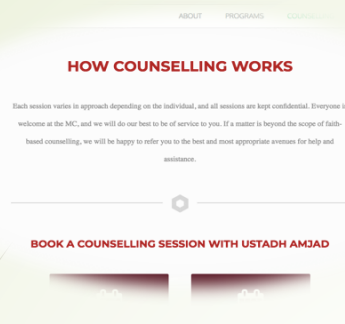 ABOUT PROGRAMS
HOW COUNSELLING WORKS
Each session varies in approach depending on the individual, and all sessions are kept confidential. Everyone is
welcome at the MC, and we will do our best to be of service to you. If a matter is beyond the scope of faith-
based counselling, we will be happy to refer you to the best and most appropriate avenues for help and
assistance.
BOOK A COUNSELLING SESSION WITH USTADH AMJAD